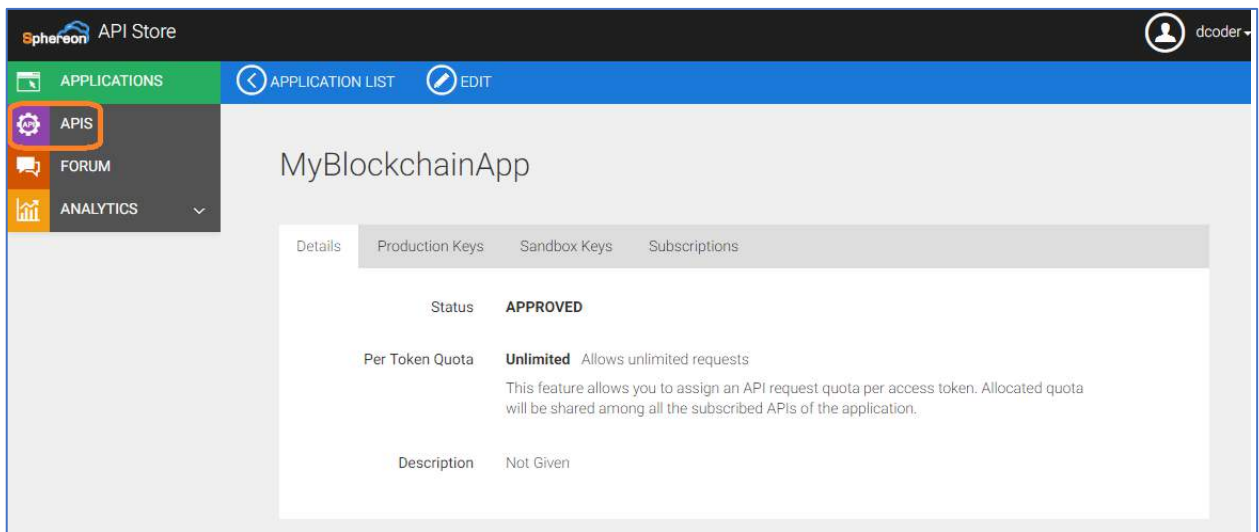 Sphereon API Store
dcoder
APPLICATIONS
APPLICATION LIST
EDIT
API
APIS
FORUM
ANALYTICS
MyBlockchainApp
Details Production Keys Sandbox Keys Subscriptions
Status APPROVED
Per Token Quota Unlimited Allows unlimited requests
This feature allows you to assign an API request quota per access token. Allocated quota
will be shared among all the subscribed APIs of the application.
Description Not Given